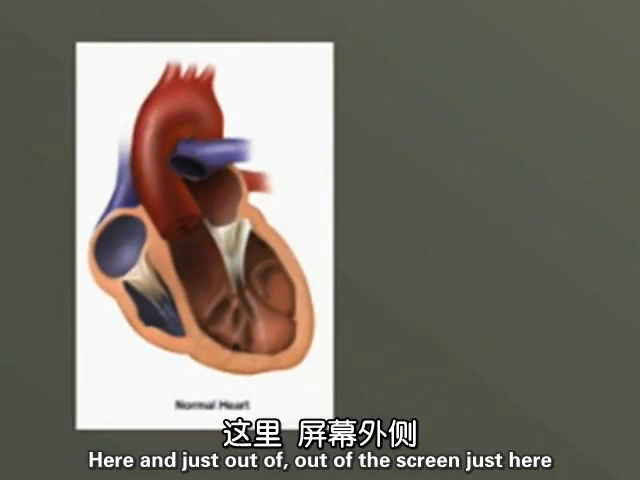 Normal Heart
这里 屏幕外侧
Here and just out of, out of the screen just here